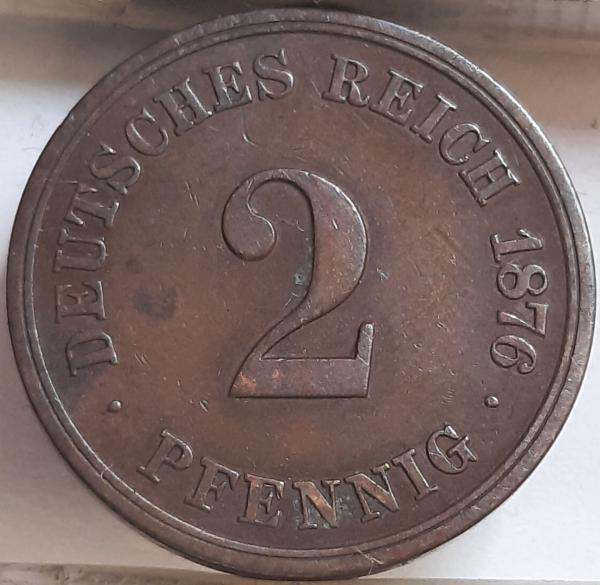 DEUTSCHES REICH 1876
2
· PFENNIG ·